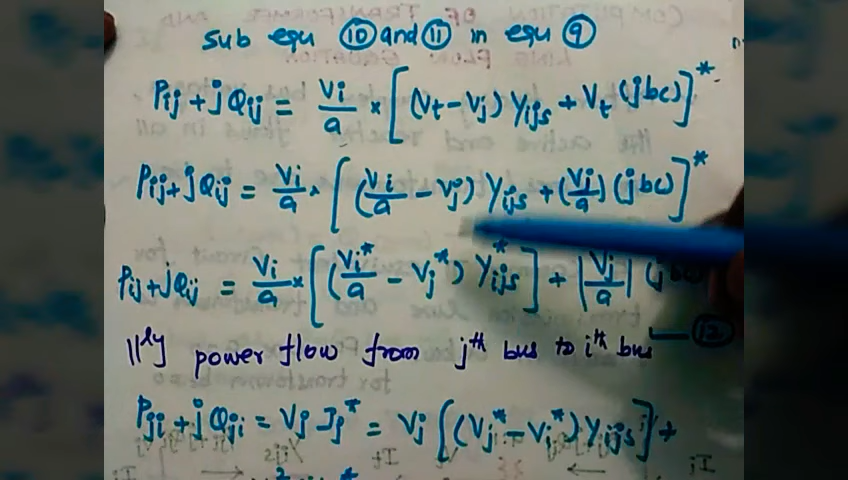 sub equ ⑩ and ⑪ in equ ⑨
Pij + jQij = Vi/a × [(Vt - Vj) Yijs + Vt (jbc)]*
Pij + jQij = Vi/a × [(Vi/a - Vj) Yijs + (Vi/a) (jbc)]*
Pij + jQij = Vi/a × [(Vi*/a - Vj*) Y*ijs] + |Vi/a| (j
⑫
||ly power flow from jth bus to ith bus
Pji + jQji = Vj Ij* = Vj [(Vj* - Vi*) Yijs] +